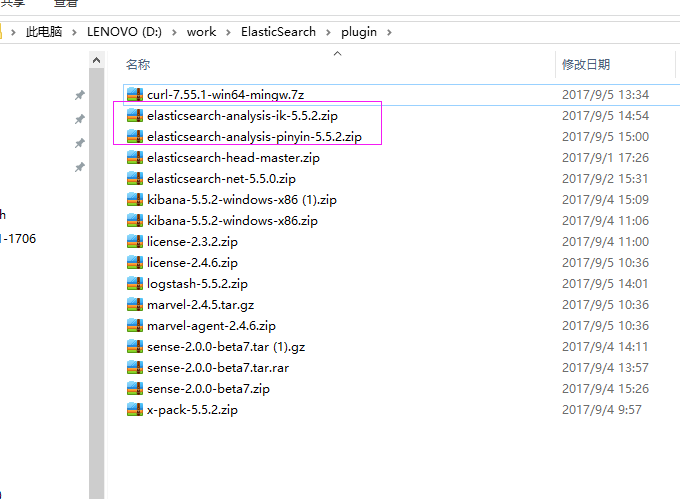 共享 查看
此电脑 > LENOVO (D:) > work > ElasticSearch > plugin >
名称 修改日期
curl-7.55.1-win64-mingw.7z 2017/9/5 13:34
elasticsearch-analysis-ik-5.5.2.zip 2017/9/5 14:54
elasticsearch-analysis-pinyin-5.5.2.zip 2017/9/5 15:00
elasticsearch-head-master.zip 2017/9/1 17:26
elasticsearch-net-5.5.0.zip 2017/9/2 15:31
kibana-5.5.2-windows-x86 (1).zip 2017/9/4 15:09
h kibana-5.5.2-windows-x86.zip 2017/9/4 11:06
1-1706 license-2.3.2.zip 2017/9/4 11:00
license-2.4.6.zip 2017/9/5 10:36
logstash-5.5.2.zip 2017/9/5 14:01
marvel-2.4.5.tar.gz 2017/9/5 10:36
marvel-agent-2.4.6.zip 2017/9/5 10:36
sense-2.0.0-beta7.tar (1).gz 2017/9/4 14:11
sense-2.0.0-beta7.tar.rar 2017/9/4 13:57
sense-2.0.0-beta7.zip 2017/9/4 15:26
x-pack-5.5.2.zip 2017/9/4 9:57